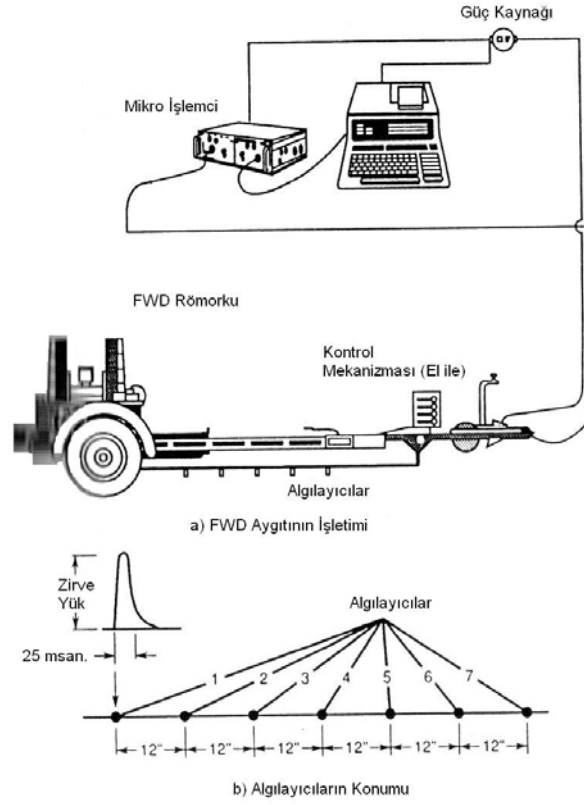 Güç Kaynağı
Mikro İşlemci
FWD Römorku
Kontrol
Mekanizması (El ile)
Algılayıcılar
a) FWD Aygıtının İşletimi
Zirve
Yük
25 msan.
Algılayıcılar
1 2 3 4 5 6 7
12" 12" 12" 12" 12" 12"
b) Algılayıcıların Konumu